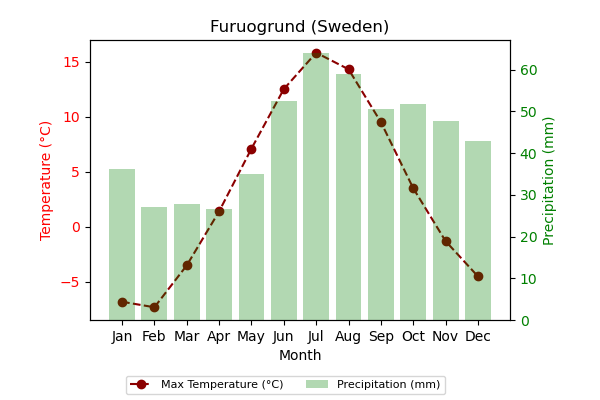 Furuogrund (Sweden)
15
10
5
0
−5
Temperature (°C)
60
50
40
30
20
10
0
Precipitation (mm)
Jan Feb Mar Apr May Jun Jul Aug Sep Oct Nov Dec
Month
Max Temperature (°C) Precipitation (mm)